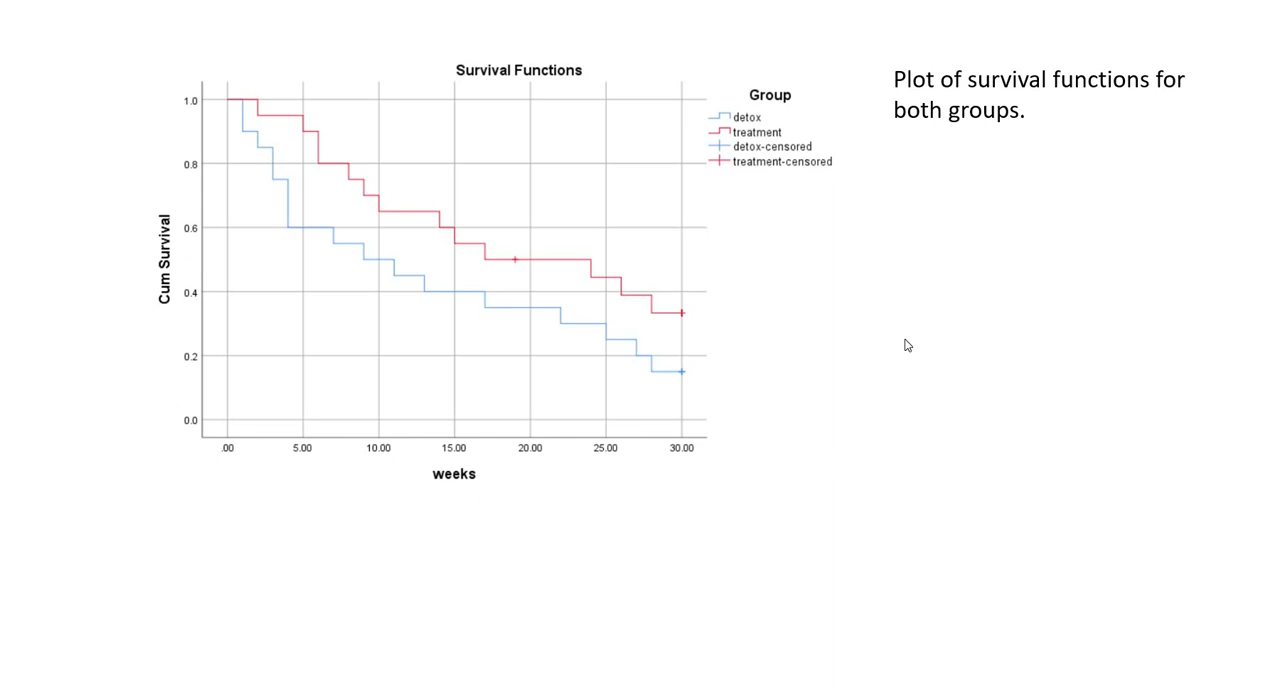 Survival Functions
Plot of survival functions for
both groups.
Group
detox
treatment
detox-censored
treatment-censored
Cum Survival
1.0
0.8
0.6
0.4
0.2
0.0
.00 5.00 10.00 15.00 20.00 25.00 30.00
weeks